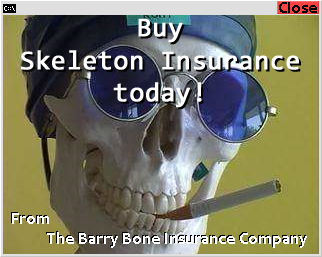 C:\
Close
Buy
Skeleton Insurance
today!
From
The Barry Bone Insurance Company